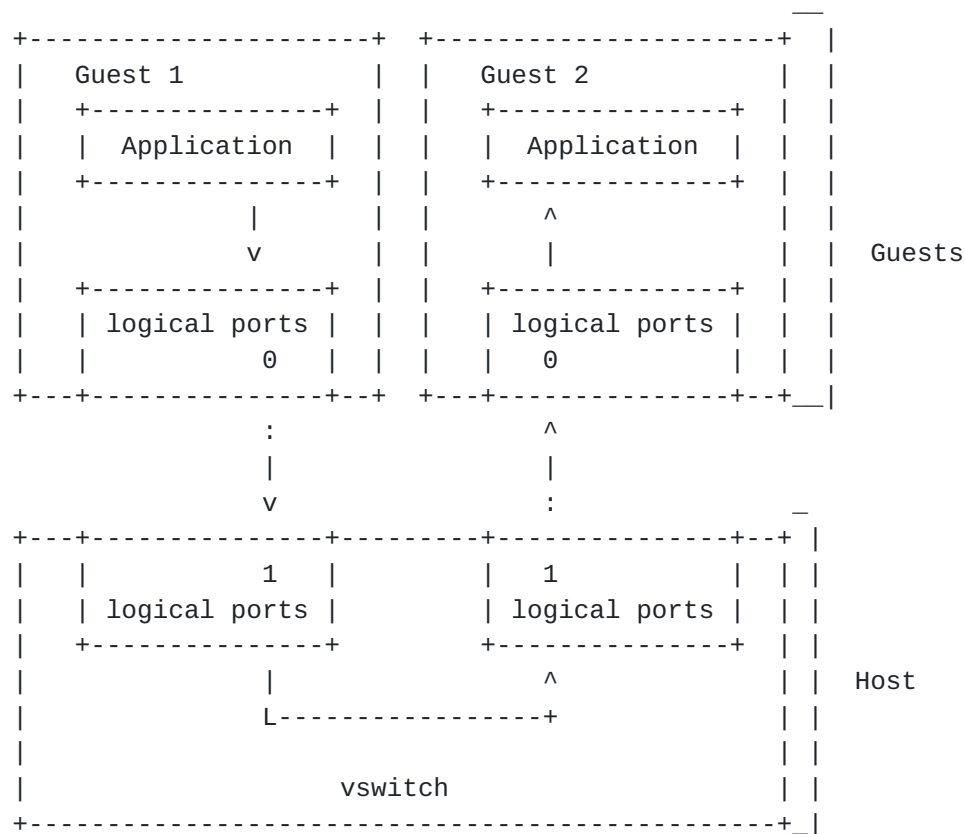 Guest 1 Guest 2
Application Application
Guests
logical ports logical ports
0 0
1 1
logical ports logical ports
Host
vswitch